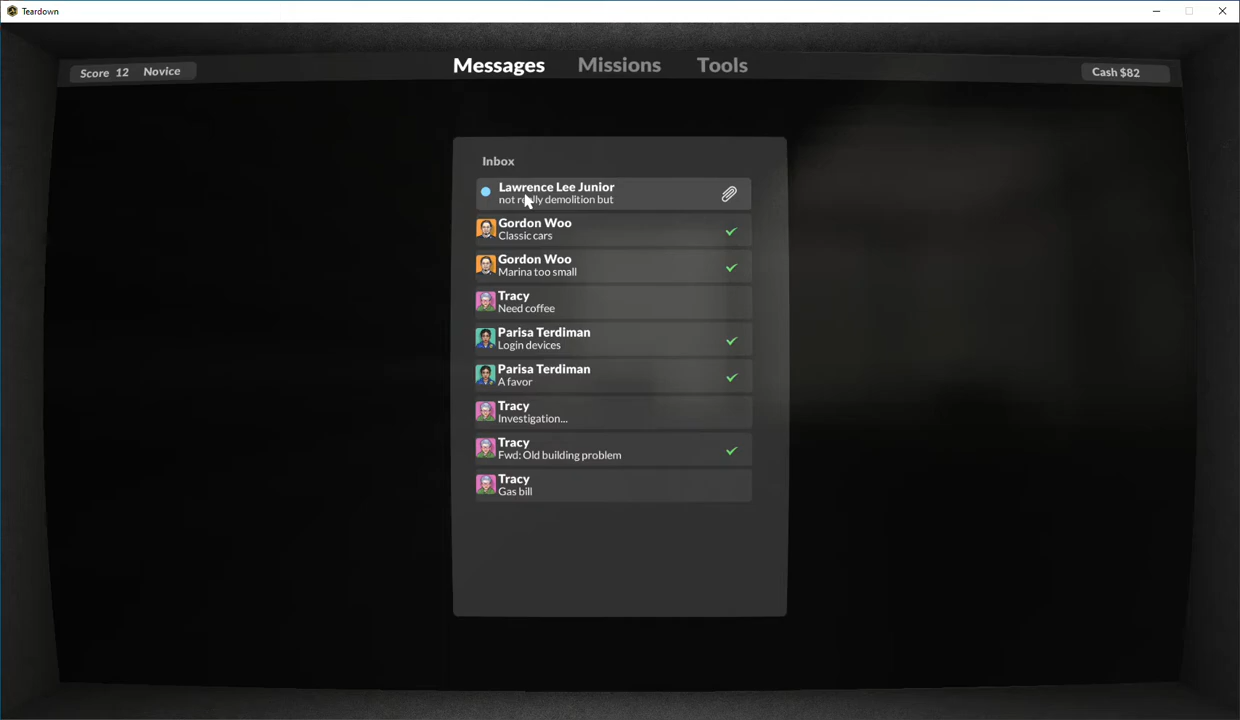 Teardown
Score 12 Novice
Messages Missions Tools
Cash $82
Inbox
Lawrence Lee Junior
not really demolition but
Gordon Woo
Classic cars
Gordon Woo
Marina too small
Tracy
Need coffee
Parisa Terdiman
Login devices
Parisa Terdiman
A favor
Tracy
Investigation...
Tracy
Fwd: Old building problem
Tracy
Gas bill